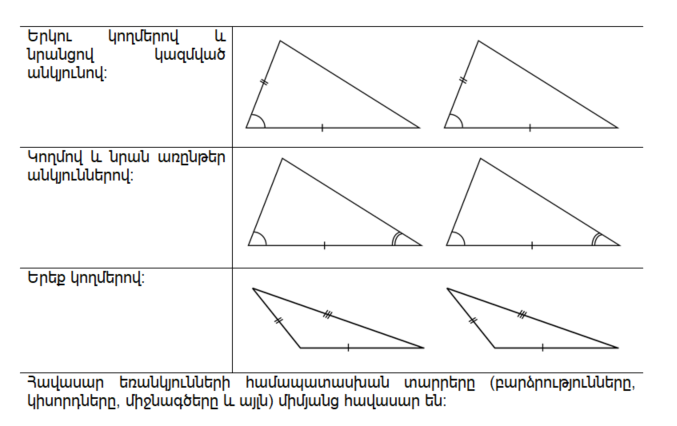 Երկու կողմերով և
նրանցով կազմված
անկյունով:
Կողմով և նրան առընթեր
անկյուններով:
Երեք կողմերով:
Հավասար եռանկյունների համապատասխան տարրերը (բարձրությունները,
կիսորդները, միջնագծերը և այլն) միմյանց հավասար են: